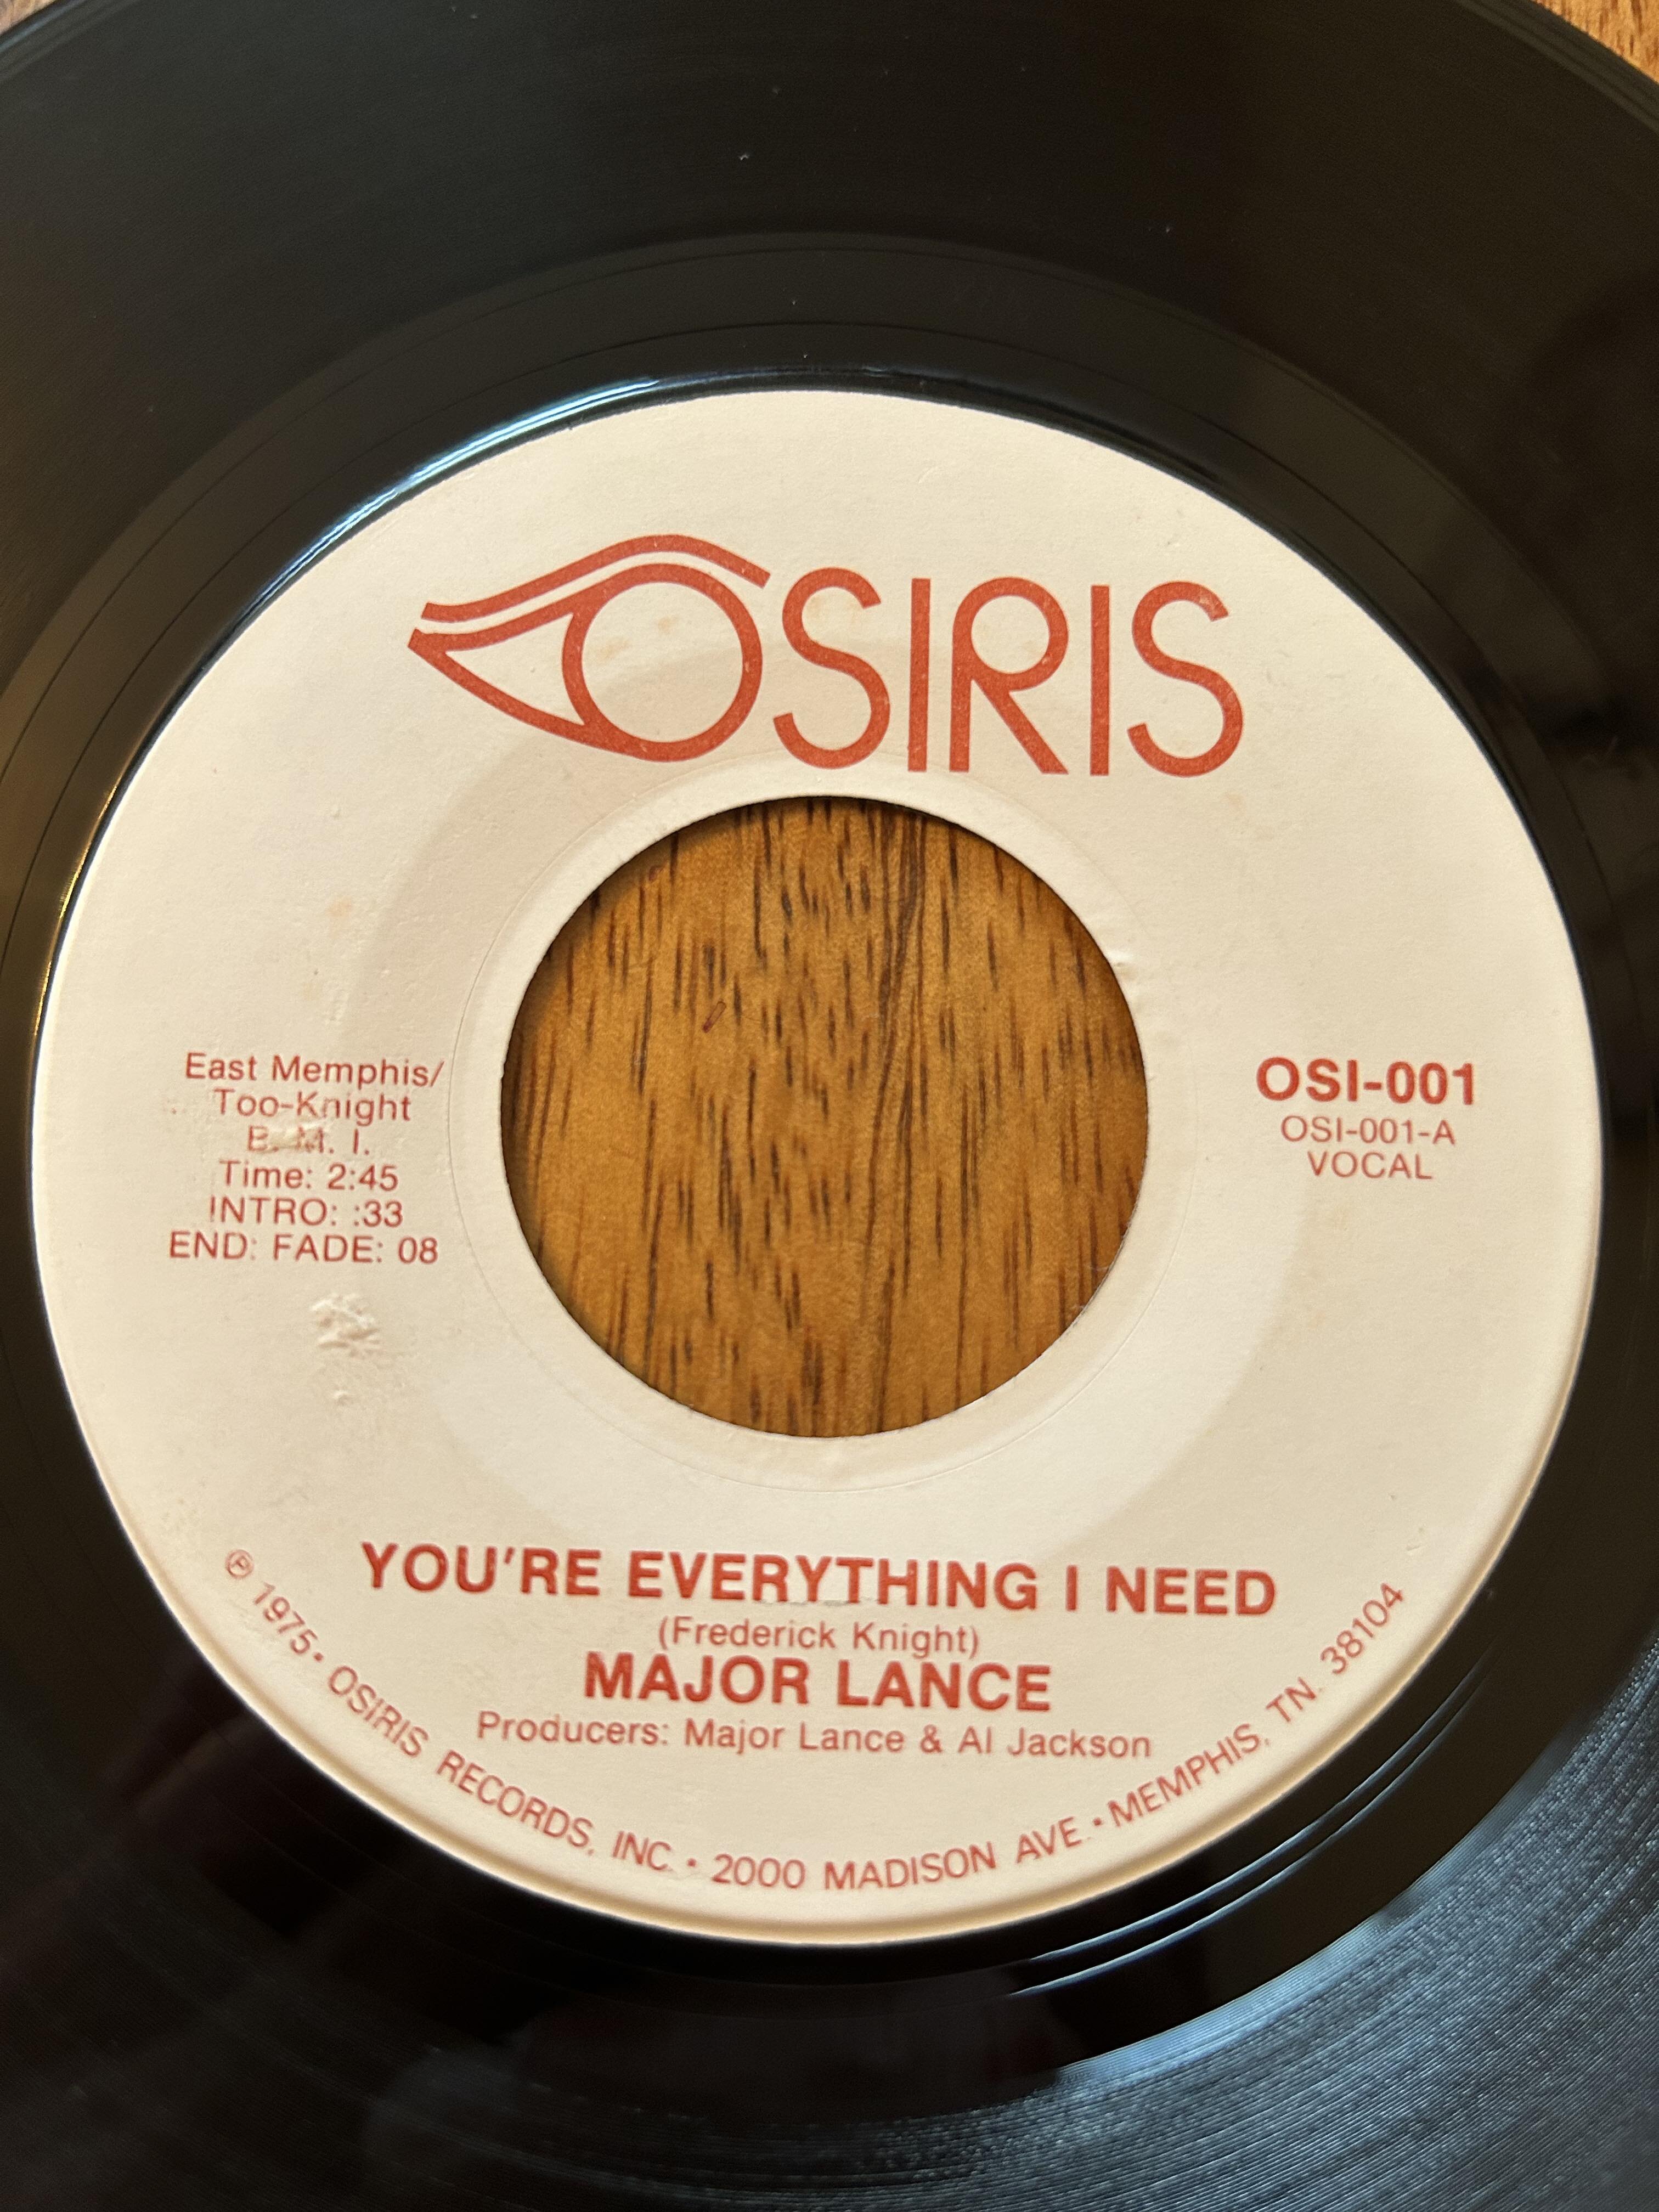 OSIRIS
East Memphis/
Too-Knight
B. M. I.
Time: 2:45
INTRO: :33
END: FADE: 08
OSI-001
OSI-001-A
VOCAL
YOU'RE EVERYTHING I NEED
(Frederick Knight)
MAJOR LANCE
Producers: Major Lance & Al Jackson
℗ 1975 • OSIRIS RECORDS, INC. • 2000 MADISON AVE. • MEMPHIS, TN. 38104